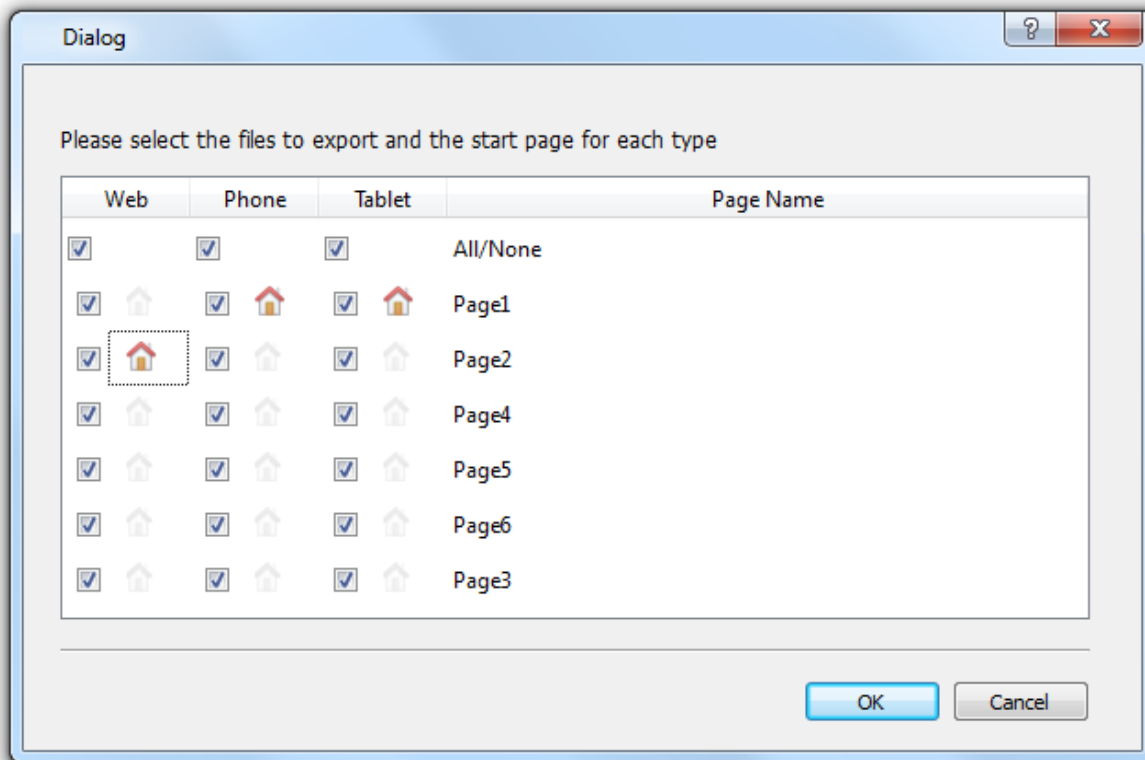 Dialog
Please select the files to export and the start page for each type
Web Phone Tablet Page Name
All/None
Page1
Page2
Page4
Page5
Page6
Page3
OK Cancel